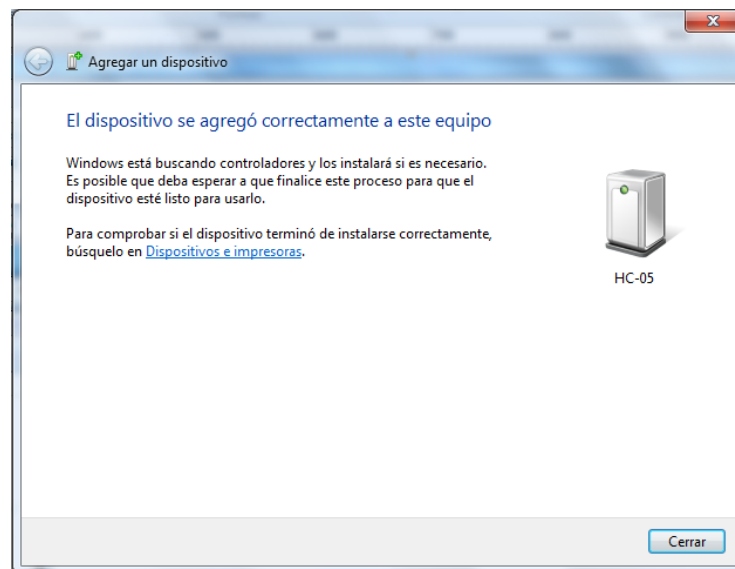 Agregar un dispositivo
El dispositivo se agregó correctamente a este equipo
Windows está buscando controladores y los instalará si es necesario.
Es posible que deba esperar a que finalice este proceso para que el
dispositivo esté listo para usarlo.
Para comprobar si el dispositivo terminó de instalarse correctamente,
búsquelo en Dispositivos e impresoras.
HC-05
Cerrar